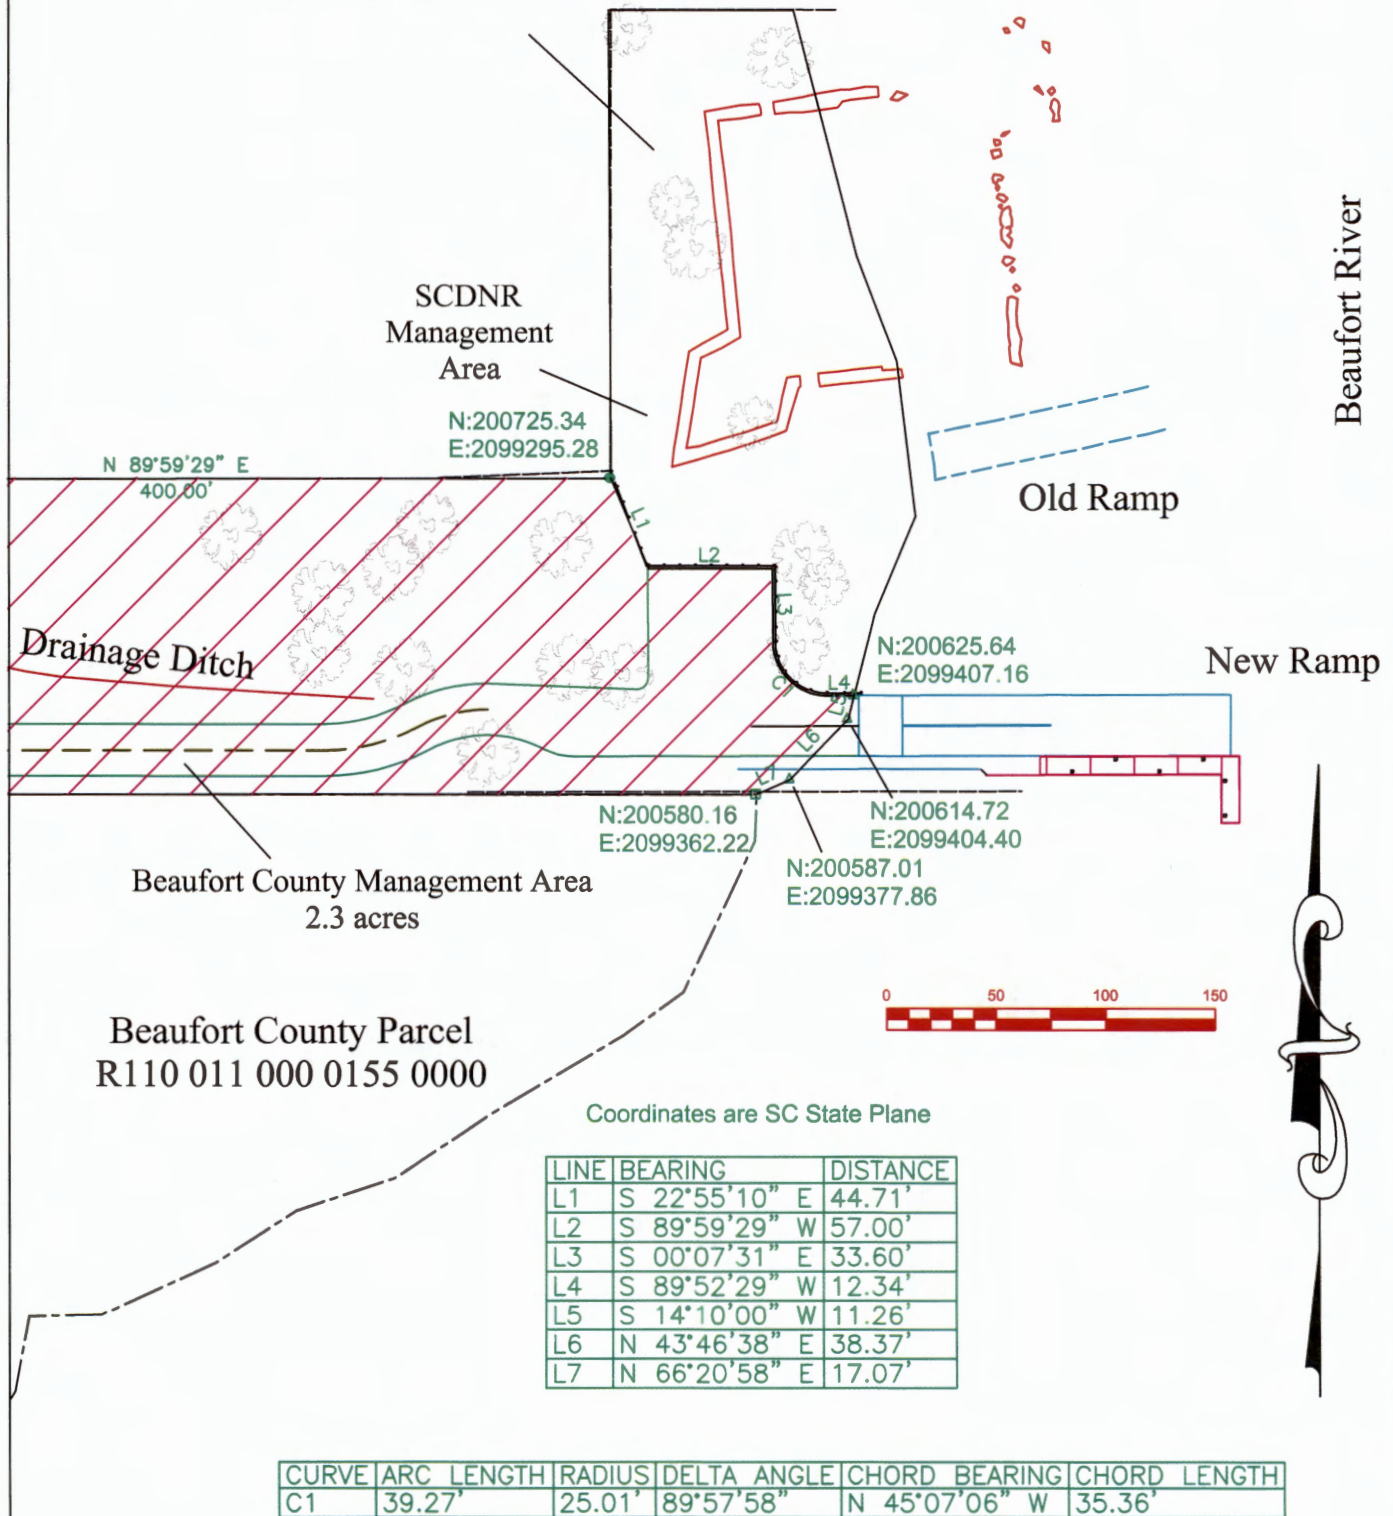 Beaufort River
SCDNR
Management
Area
N:200725.34
E:2099295.28
N 89°59'29" E
400.00'
L1
L2
L3
Old Ramp
Drainage Ditch
N:200625.64
E:2099407.16
New Ramp
L4
L5
L6
L7
N:200580.16
E:2099362.22
N:200614.72
E:2099404.40
N:200587.01
E:2099377.86
Beaufort County Management Area
2.3 acres
0 50 100 150
Beaufort County Parcel
R110 011 000 0155 0000
Coordinates are SC State Plane
LINE BEARING DISTANCE
L1 S 22°55'10" E 44.71'
L2 S 89°59'29" W 57.00'
L3 S 00°07'31" E 33.60'
L4 S 89°52'29" W 12.34'
L5 S 14°10'00" W 11.26'
L6 N 43°46'38" E 38.37'
L7 N 66°20'58" E 17.07'
CURVE ARC LENGTH RADIUS DELTA ANGLE CHORD BEARING CHORD LENGTH
C1 39.27' 25.01' 89°57'58" N 45°07'06" W 35.36'